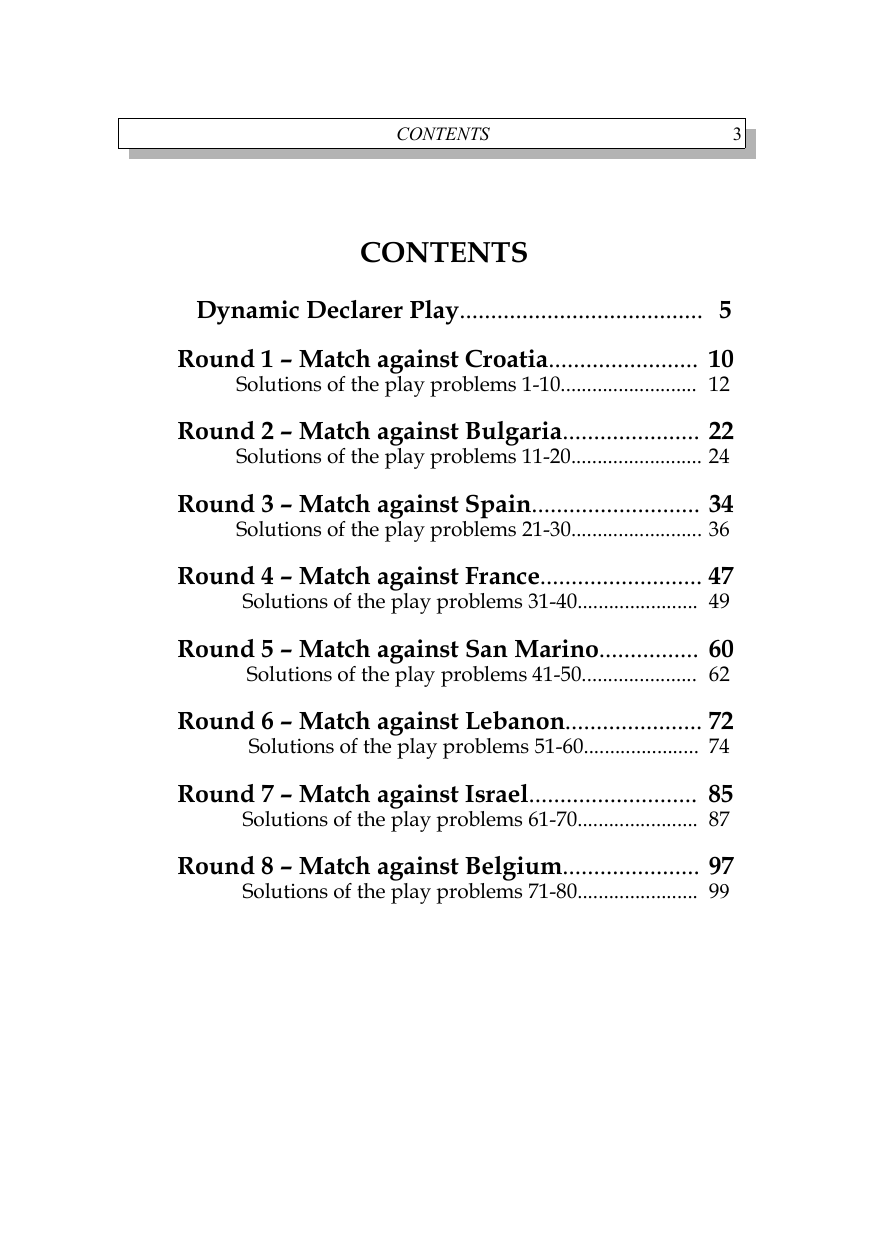 CONTENTS 3
CONTENTS
Dynamic Declarer Play....................................... 5
Round 1 – Match against Croatia........................ 10
Solutions of the play problems 1-10.......................... 12
Round 2 – Match against Bulgaria...................... 22
Solutions of the play problems 11-20......................... 24
Round 3 – Match against Spain........................... 34
Solutions of the play problems 21-30......................... 36
Round 4 – Match against France.......................... 47
Solutions of the play problems 31-40....................... 49
Round 5 – Match against San Marino................ 60
Solutions of the play problems 41-50...................... 62
Round 6 – Match against Lebanon...................... 72
Solutions of the play problems 51-60...................... 74
Round 7 – Match against Israel........................... 85
Solutions of the play problems 61-70....................... 87
Round 8 – Match against Belgium...................... 97
Solutions of the play problems 71-80....................... 99